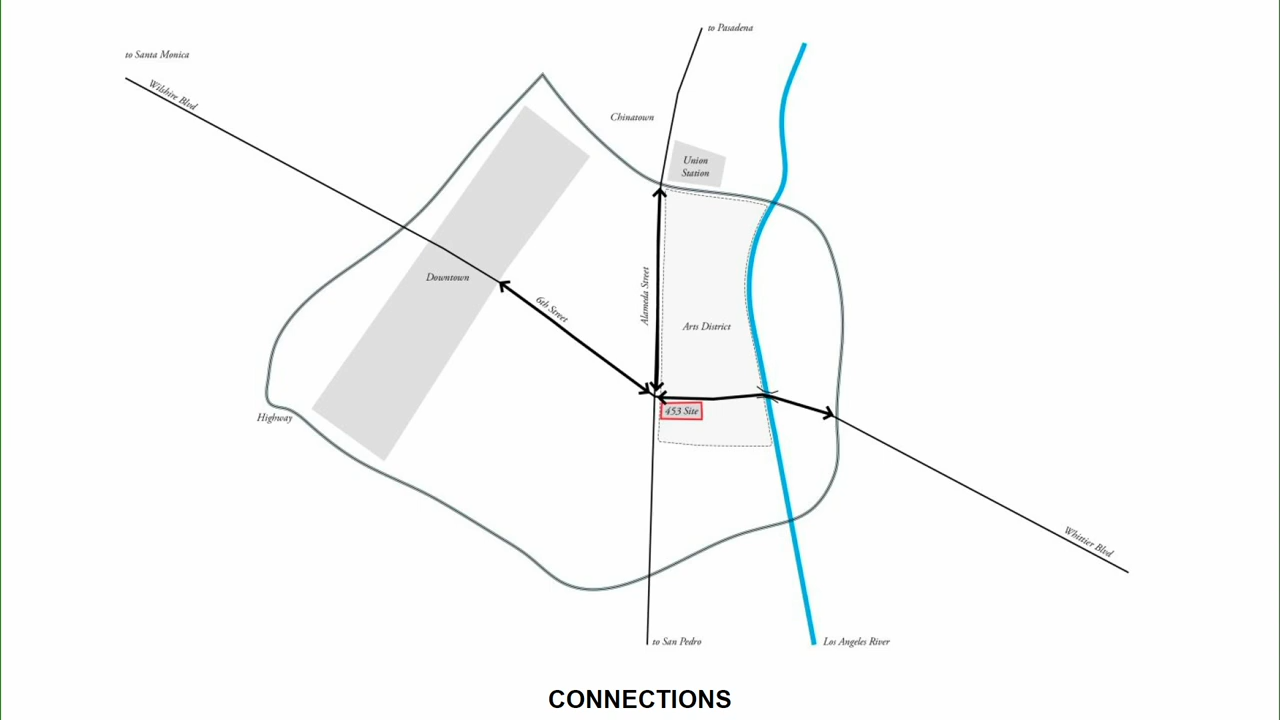 to Pasadena
to Santa Monica
Wilshire Blvd
Chinatown
Union
Station
Downtown
6th Street
Alameda Street
Arts District
453 Site
Highway
Whittier Blvd
to San Pedro
Los Angeles River
CONNECTIONS